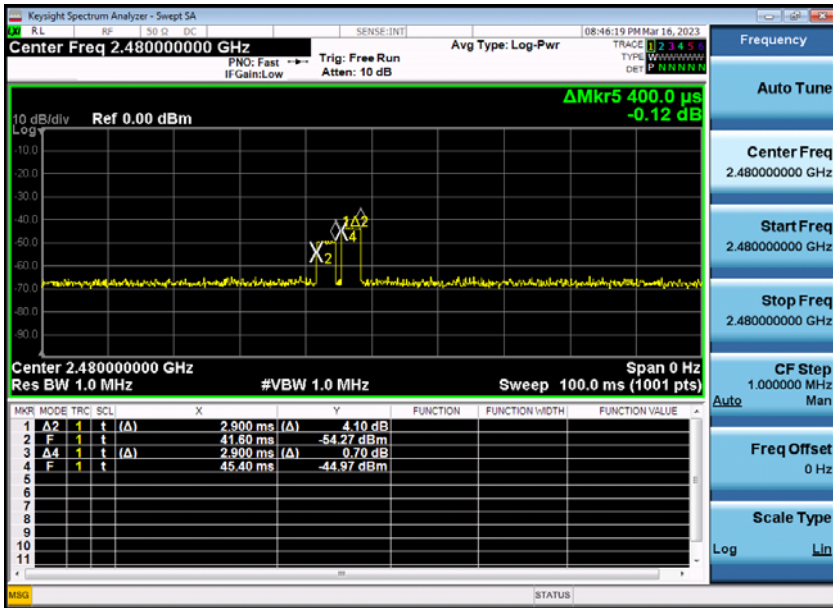 Keysight Spectrum Analyzer - Swept SA
RL RF 50 Ω DC SENSE:INT 08:46:19 PM Mar 16, 2023
Center Freq 2.480000000 GHz
PNO: Fast
IFGain:Low
Trig: Free Run
Atten: 10 dB
Avg Type: Log-Pwr
TRACE 1 2 3 4 5 6
TYPE WWWWWW
DET P N N N N N
ΔMkr5 400.0 µs
-0.12 dB
10 dB/div Ref 0.00 dBm
Log
-10.0
-20.0
-30.0
-40.0
-50.0
-60.0
-70.0
-80.0
-90.0
X2
1Δ2
X4
Center 2.480000000 GHz Span 0 Hz
Res BW 1.0 MHz #VBW 1.0 MHz Sweep 100.0 ms (1001 pts)
MKR MODE TRC SCL X Y FUNCTION FUNCTION WIDTH FUNCTION VALUE
1 Δ2 1 t (Δ) 2.900 ms (Δ) 4.10 dB
2 F 1 t 41.60 ms -54.27 dBm
3 Δ4 1 t (Δ) 2.900 ms (Δ) 0.70 dB
4 F 1 t 45.40 ms -44.97 dBm
5
6
7
8
9
10
11
MSG STATUS
Frequency
Auto Tune
Center Freq
2.480000000 GHz
Start Freq
2.480000000 GHz
Stop Freq
2.480000000 GHz
CF Step
1.000000 MHz
Auto Man
Freq Offset
0 Hz
Scale Type
Log Lin